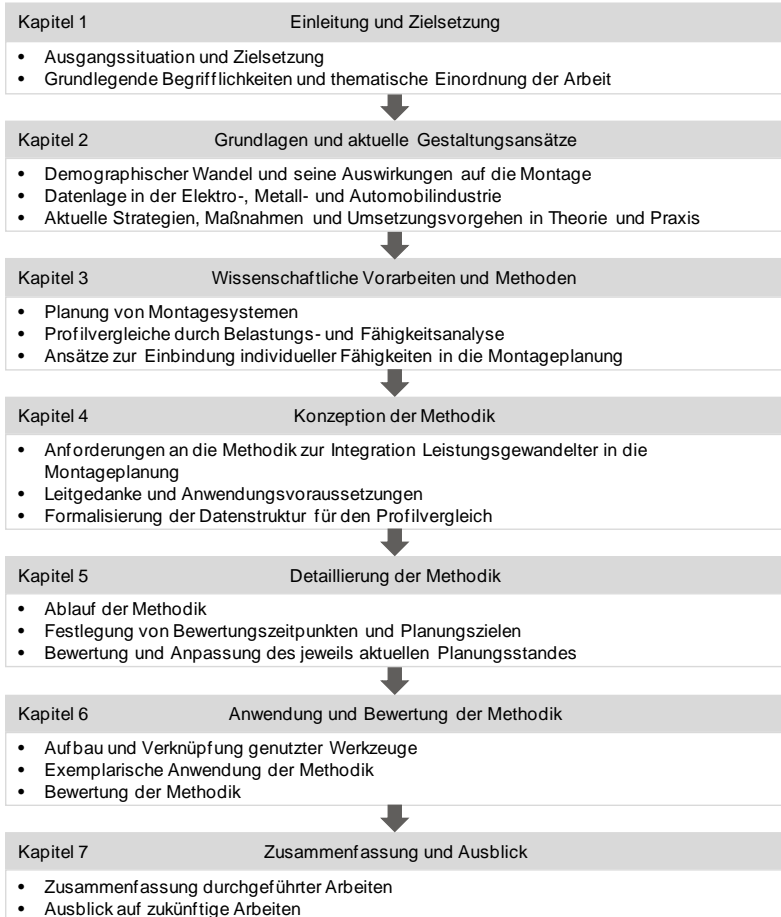 Kapitel 1 Einleitung und Zielsetzung
• Ausgangssituation und Zielsetzung
• Grundlegende Begrifflichkeiten und thematische Einordnung der Arbeit
Kapitel 2 Grundlagen und aktuelle Gestaltungsansätze
• Demographischer Wandel und seine Auswirkungen auf die Montage
• Datenlage in der Elektro-, Metall- und Automobilindustrie
• Aktuelle Strategien, Maßnahmen und Umsetzungsvorgehen in Theorie und Praxis
Kapitel 3 Wissenschaftliche Vorarbeiten und Methoden
• Planung von Montagesystemen
• Profilvergleiche durch Belastungs- und Fähigkeitsanalyse
• Ansätze zur Einbindung individueller Fähigkeiten in die Montageplanung
Kapitel 4 Konzeption der Methodik
• Anforderungen an die Methodik zur Integration Leistungsgewandelter in die
Montageplanung
• Leitgedanke und Anwendungsvoraussetzungen
• Formalisierung der Datenstruktur für den Profilvergleich
Kapitel 5 Detaillierung der Methodik
• Ablauf der Methodik
• Festlegung von Bewertungszeitpunkten und Planungszielen
• Bewertung und Anpassung des jeweils aktuellen Planungsstandes
Kapitel 6 Anwendung und Bewertung der Methodik
• Aufbau und Verknüpfung genutzter Werkzeuge
• Exemplarische Anwendung der Methodik
• Bewertung der Methodik
Kapitel 7 Zusammenfassung und Ausblick
• Zusammenfassung durchgeführter Arbeiten
• Ausblick auf zukünftige Arbeiten